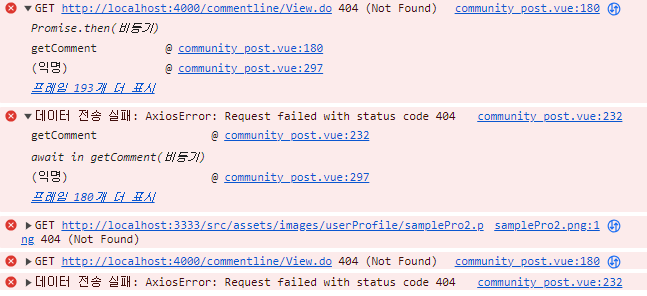 GET http://localhost:4000/commentline/View.do 404 (Not Found) community_post.vue:180
Promise.then(비동기)
getComment @ community_post.vue:180
(익명) @ community_post.vue:297
프레임 193개 더 표시
데이터 전송 실패: AxiosError: Request failed with status code 404 community_post.vue:232
getComment @ community_post.vue:232
await in getComment(비동기)
(익명) @ community_post.vue:297
프레임 180개 더 표시
GET http://localhost:3333/src/assets/images/userProfile/samplePro2.p samplePro2.png:1
ng 404 (Not Found)
GET http://localhost:4000/commentline/View.do 404 (Not Found) community_post.vue:180
데이터 전송 실패: AxiosError: Request failed with status code 404 community_post.vue:232